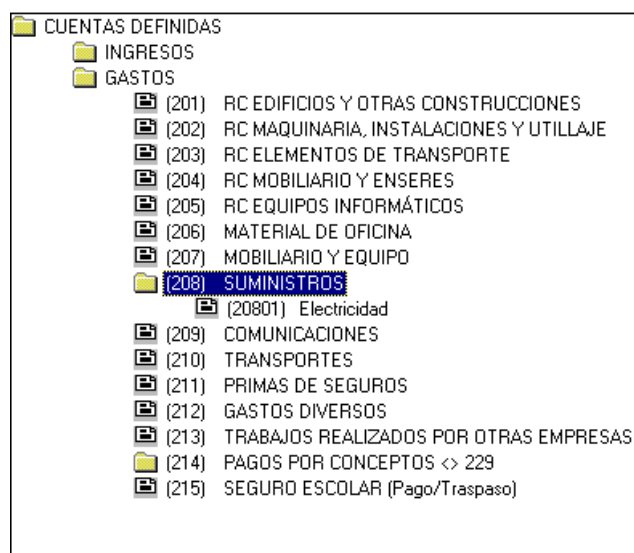 CUENTAS DEFINIDAS
INGRESOS
GASTOS
(201) RC EDIFICIOS Y OTRAS CONSTRUCCIONES
(202) RC MAQUINARIA, INSTALACIONES Y UTILLAJE
(203) RC ELEMENTOS DE TRANSPORTE
(204) RC MOBILIARIO Y ENSERES
(205) RC EQUIPOS INFORMÁTICOS
(206) MATERIAL DE OFICINA
(207) MOBILIARIO Y EQUIPO
(208) SUMINISTROS
(20801) Electricidad
(209) COMUNICACIONES
(210) TRANSPORTES
(211) PRIMAS DE SEGUROS
(212) GASTOS DIVERSOS
(213) TRABAJOS REALIZADOS POR OTRAS EMPRESAS
(214) PAGOS POR CONCEPTOS <> 229
(215) SEGURO ESCOLAR (Pago/Traspaso)